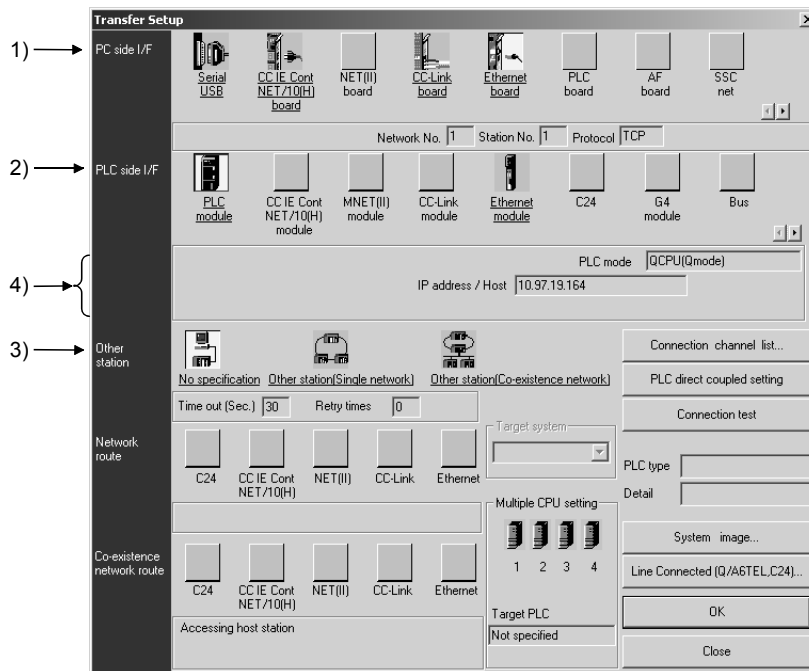 Transfer Setup
1)
PC side I/F
Serial
USB
CC IE Cont
NET/10(H)
board
NET(II)
board
CC-Link
board
Ethernet
board
PLC
board
AF
board
SSC
net
Network No. 1 Station No. 1 Protocol TCP
2)
PLC side I/F
PLC
module
CC IE Cont
NET/10(H)
module
MNET(II)
module
CC-Link
module
Ethernet
module
C24
G4
module
Bus
4)
PLC mode QCPU(Qmode)
IP address / Host 10.97.19.164
3)
Other
station
No specification
Other station(Single network)
Other station(Co-existence network)
Connection channel list...
PLC direct coupled setting
Connection test
Time out (Sec.) 30 Retry times 0
Target system
Network
route
C24
CC IE Cont
NET/10(H)
NET(II)
CC-Link
Ethernet
PLC type
Detail
Multiple CPU setting
1 2 3 4
System image...
Line Connected (Q/A6TEL,C24)...
Co-existence
network route
C24
CC IE Cont
NET/10(H)
NET(II)
CC-Link
Ethernet
Target PLC
Not specified
Accessing host station
OK
Close